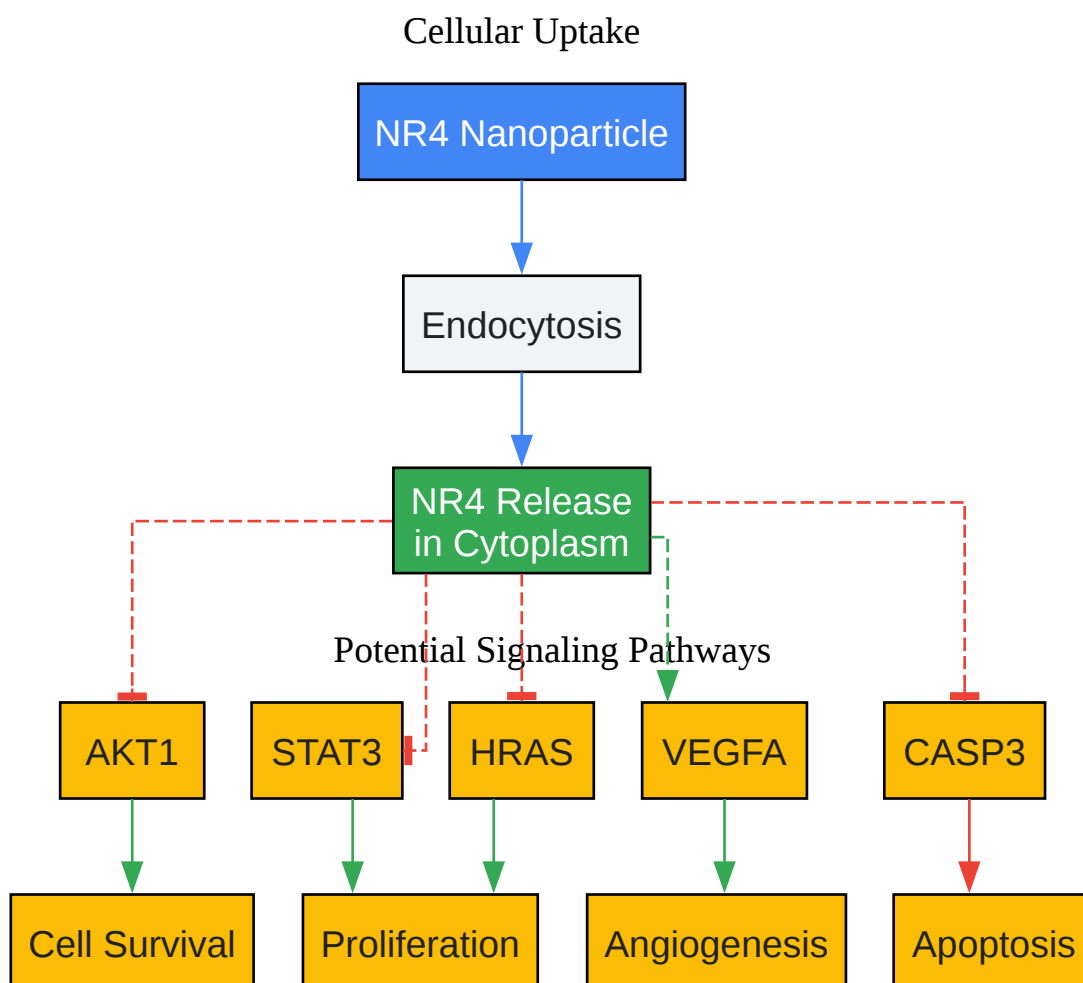 Cellular Uptake
NR4 Nanoparticle
Endocytosis
NR4 Release
in Cytoplasm
Potential Signaling Pathways
AKT1
STAT3
HRAS
VEGFA
CASP3
Cell Survival
Proliferation
Angiogenesis
Apoptosis